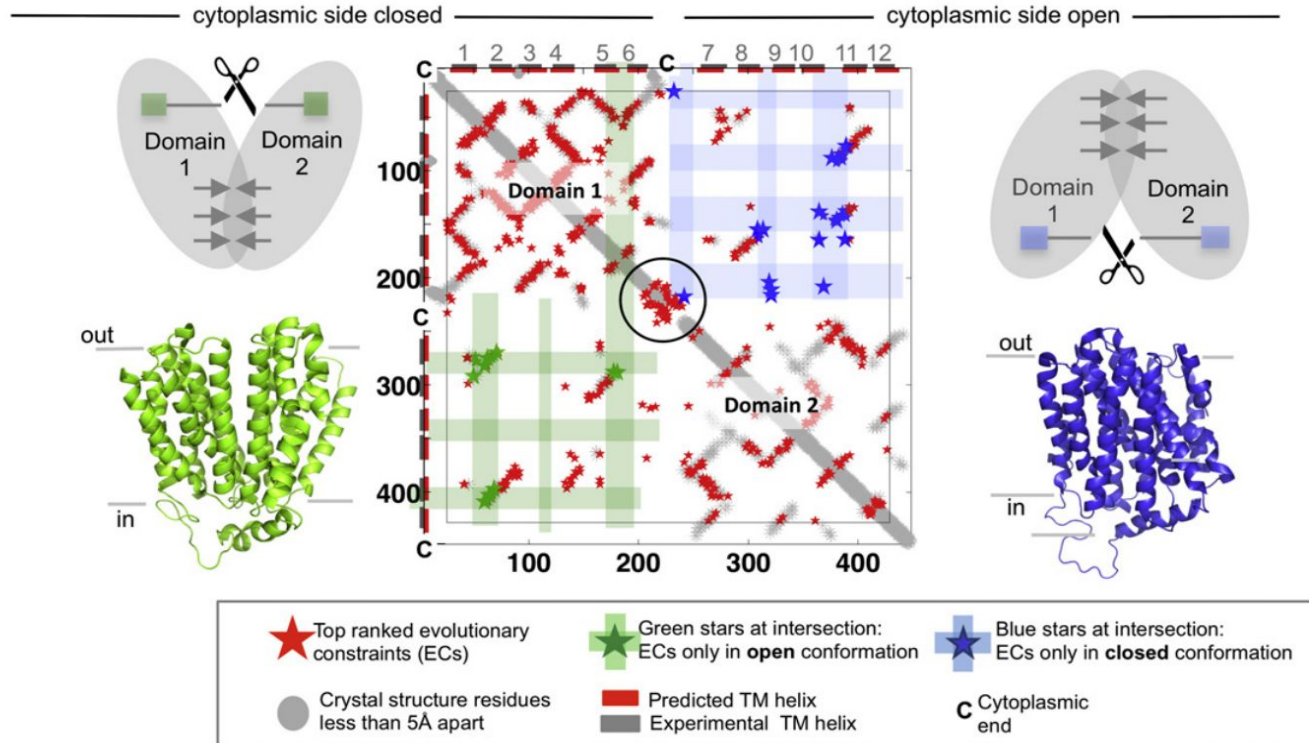 cytoplasmic side closed
cytoplasmic side open
C
1 2 3 4 5 6
C
7 8 9 10 11 12
Domain
1
Domain
2
Domain 1
Domain
1
Domain
2
100
200
C
300
400
C
Domain 2
out
in
out
in
100 200 300 400
Top ranked evolutionary
constraints (ECs)
Green stars at intersection:
ECs only in open conformation
Blue stars at intersection:
ECs only in closed conformation
Crystal structure residues
less than 5Å apart
Predicted TM helix
Experimental TM helix
C Cytoplasmic
end